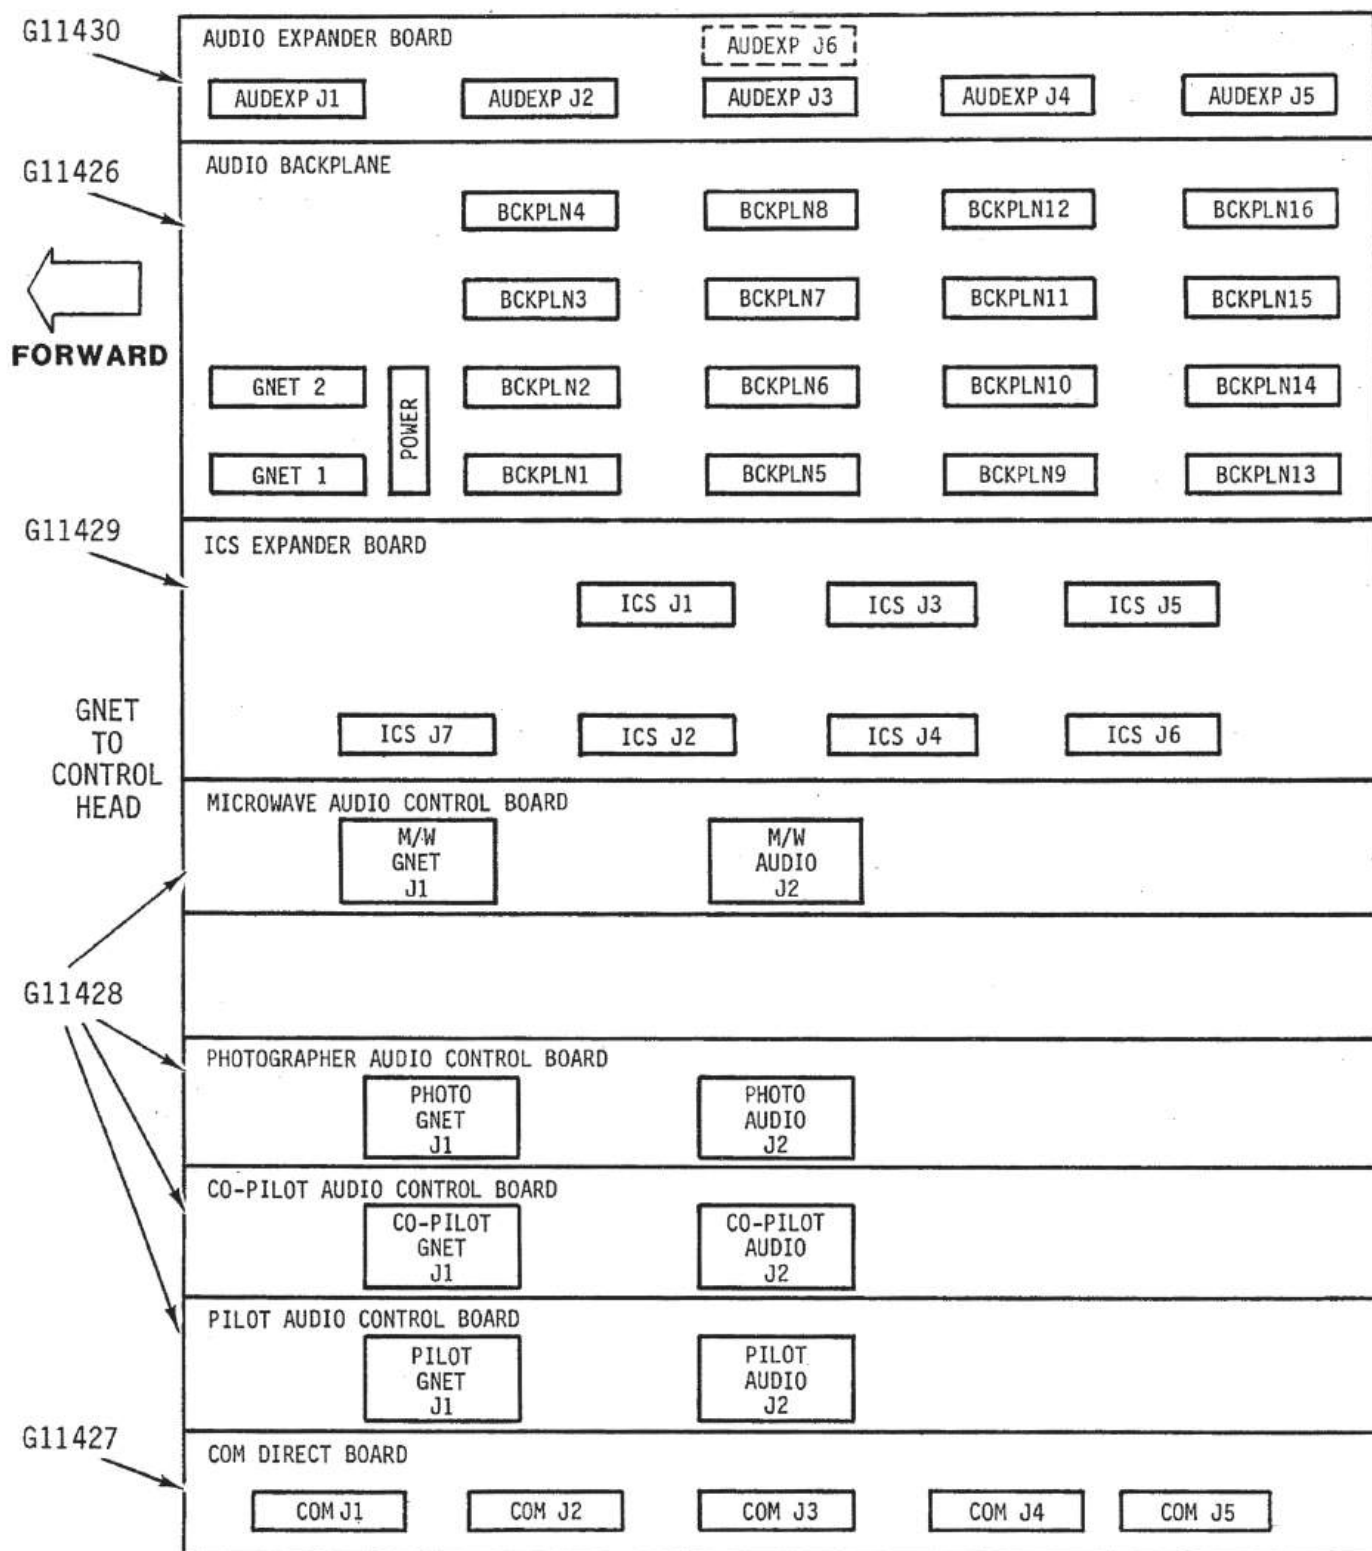 G11430
AUDIO EXPANDER BOARD
AUDEXP J6
AUDEXP J1
AUDEXP J2
AUDEXP J3
AUDEXP J4
AUDEXP J5
G11426
AUDIO BACKPLANE
BCKPLN4
BCKPLN8
BCKPLN12
BCKPLN16
FORWARD
BCKPLN3
BCKPLN7
BCKPLN11
BCKPLN15
GNET 2
POWER
BCKPLN2
BCKPLN6
BCKPLN10
BCKPLN14
GNET 1
BCKPLN1
BCKPLN5
BCKPLN9
BCKPLN13
G11429
ICS EXPANDER BOARD
ICS J1
ICS J3
ICS J5
ICS J7
ICS J2
ICS J4
ICS J6
GNET
TO
CONTROL
HEAD
MICROWAVE AUDIO CONTROL BOARD
M/W
GNET
J1
M/W
AUDIO
J2
G11428
PHOTOGRAPHER AUDIO CONTROL BOARD
PHOTO
GNET
J1
PHOTO
AUDIO
J2
CO-PILOT AUDIO CONTROL BOARD
CO-PILOT
GNET
J1
CO-PILOT
AUDIO
J2
PILOT AUDIO CONTROL BOARD
PILOT
GNET
J1
PILOT
AUDIO
J2
G11427
COM DIRECT BOARD
COM J1
COM J2
COM J3
COM J4
COM J5